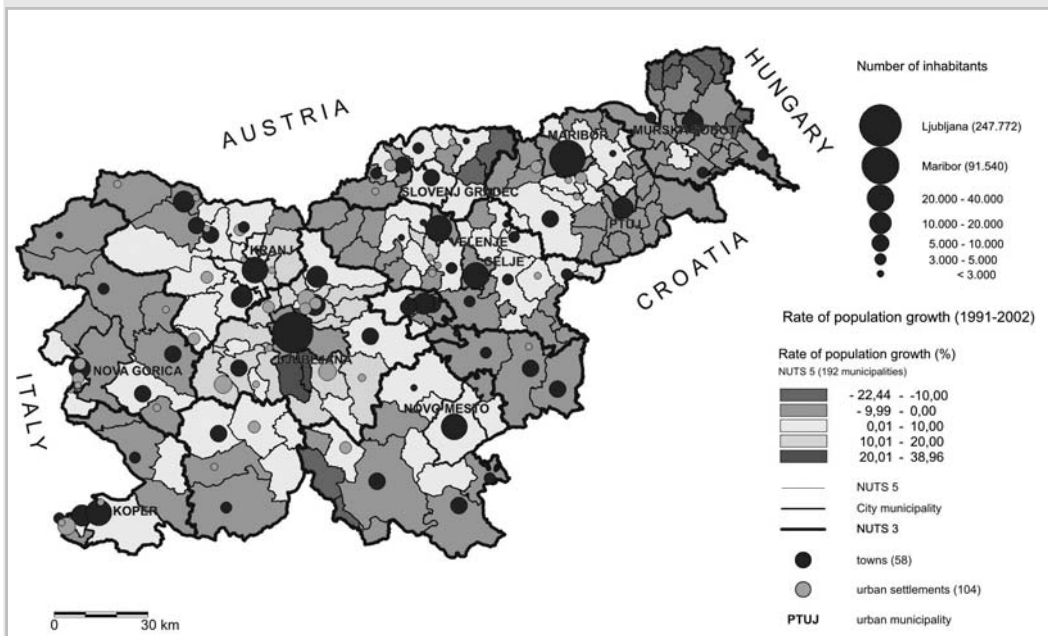 AUSTRIA
HUNGARY
CROATIA
ITALY
MARIBOR
MURSKA SOBOTA
SLOVENJ GRADEC
PTUJ
VELENJE
KRANJ
CELJE
LJUBLJANA
NOVA GORICA
NOVO MESTO
KOPER
0 30 km
Number of inhabitants
Ljubljana (247.772)
Maribor (91.540)
20.000 - 40.000
10.000 - 20.000
5.000 - 10.000
3.000 - 5.000
< 3.000
Rate of population growth (1991-2002)
Rate of population growth (%)
NUTS 5 (192 municipalities)
- 22,44 - -10,00
- 9,99 - 0,00
0,01 - 10,00
10,01 - 20,00
20,01 - 38,96
NUTS 5
City municipality
NUTS 3
towns (58)
urban settlements (104)
PTUJ urban municipality